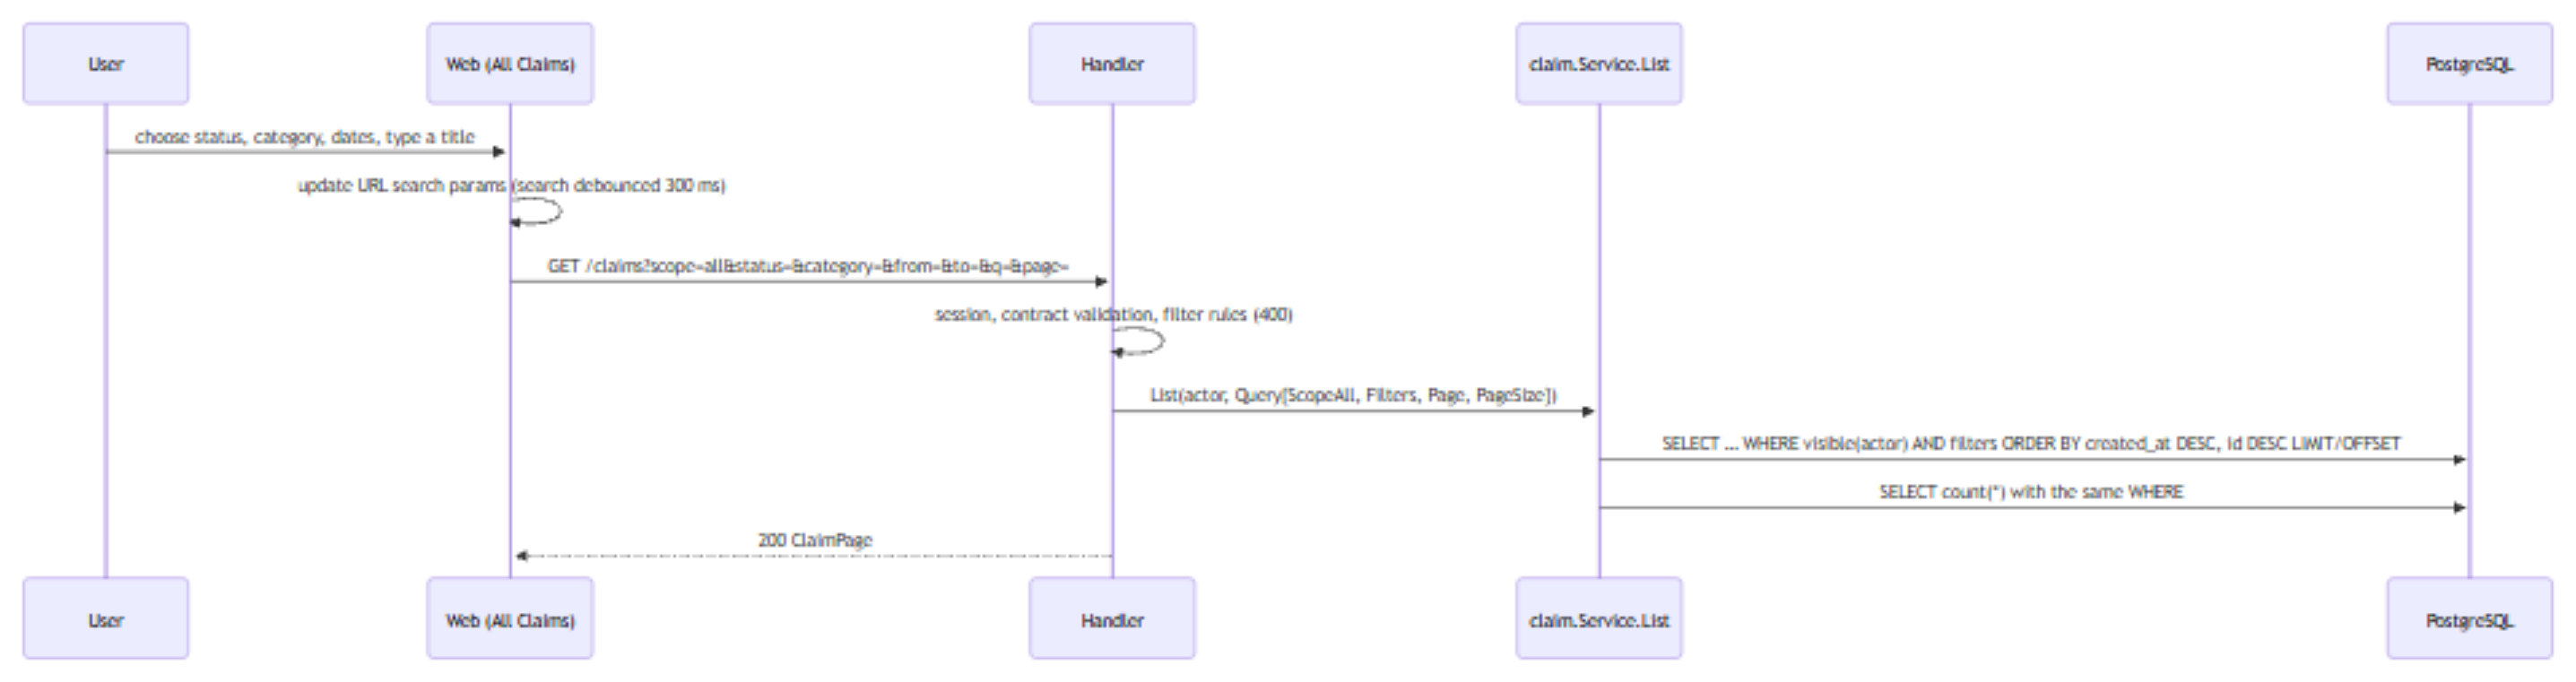 User
Web (All Claims)
Handler
claim.Service.List
PostgreSQL
choose status, category, dates, type a title
update URL search params (search debounced 300 ms)
GET /claims?scope=all&status=&category=&from=&to=&q=&page=
session, contract validation, filter rules (400)
List(actor, Query{ScopeAll, Filters, Page, PageSize})
SELECT ... WHERE visible(actor) AND filters ORDER BY created_at DESC, id DESC LIMIT/OFFSET
SELECT count(*) with the same WHERE
200 ClaimPage
User
Web (All Claims)
Handler
claim.Service.List
PostgreSQL